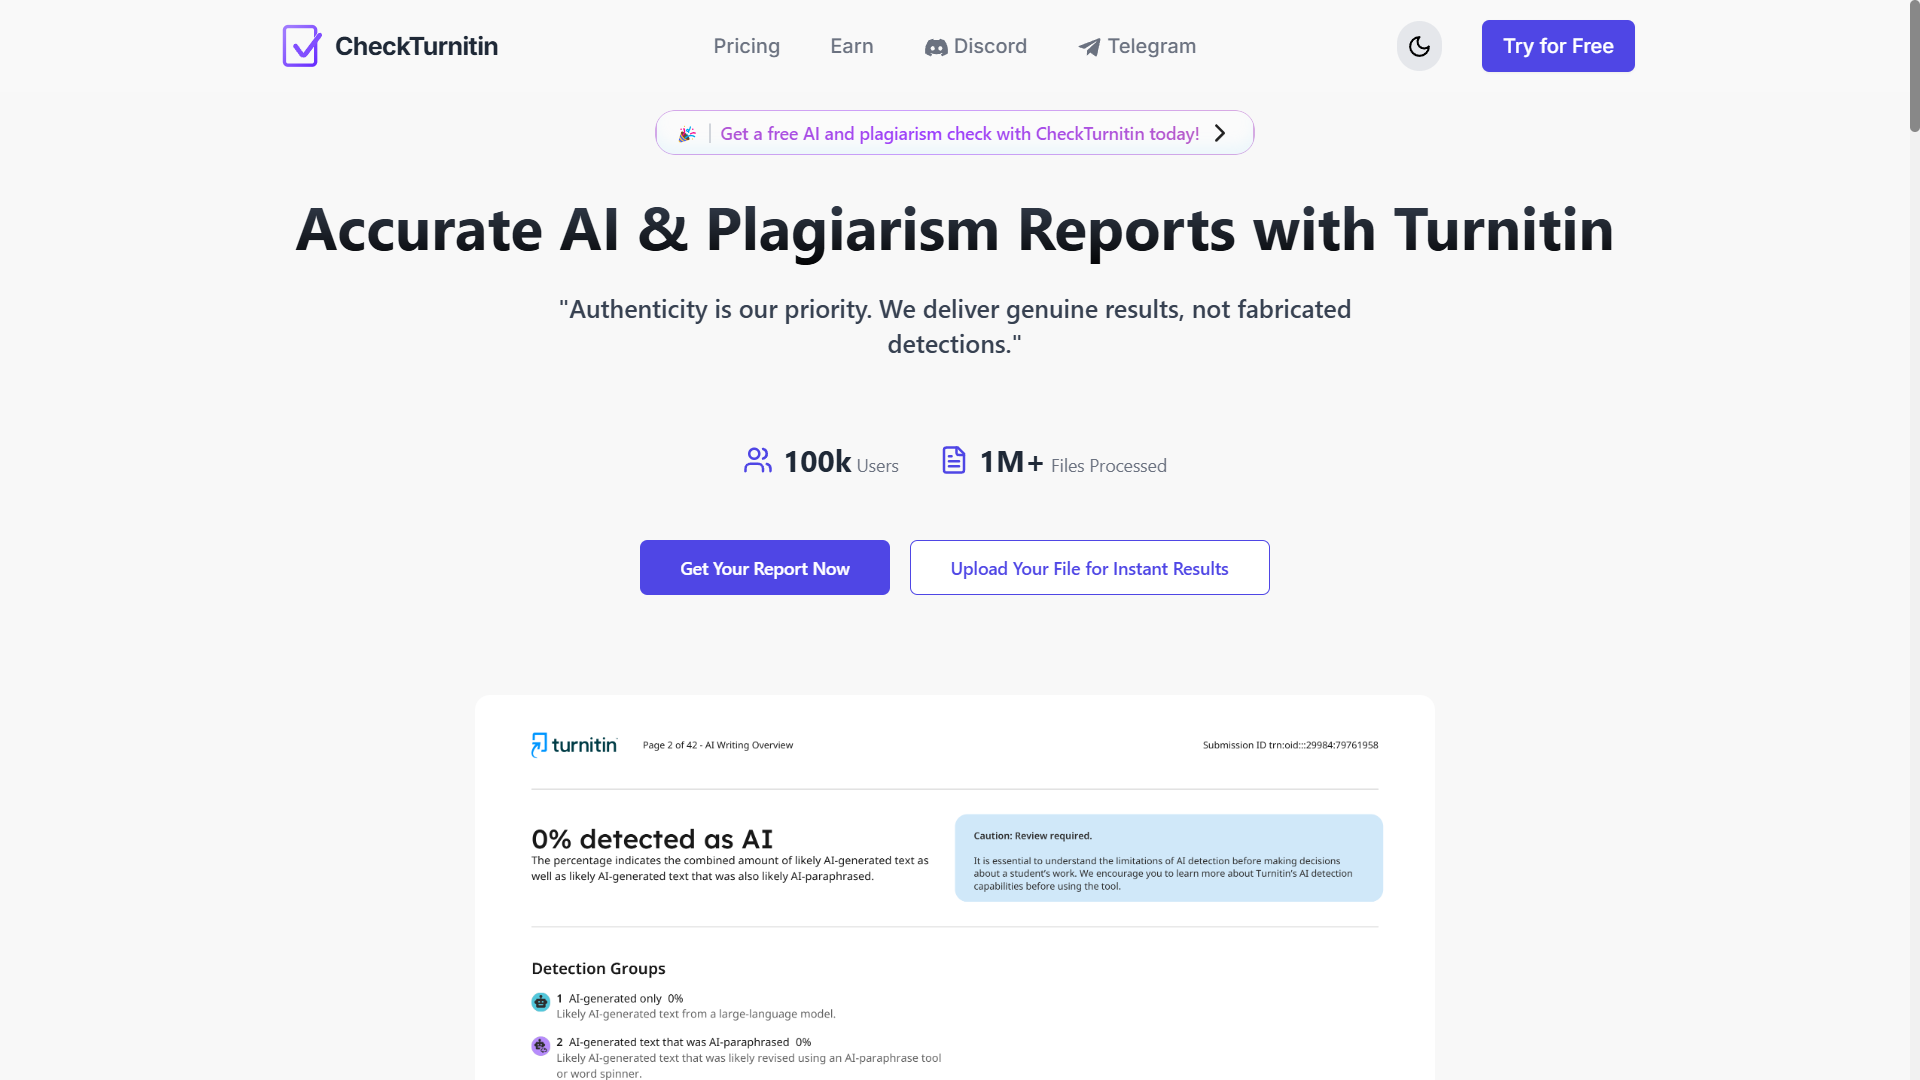 CheckTurnitin
Pricing
Earn
Discord
Telegram
Try for Free
Get a free AI and plagiarism check with CheckTurnitin today!
Accurate AI & Plagiarism Reports with Turnitin
"Authenticity is our priority. We deliver genuine results, not fabricated
detections."
100k Users
1M+ Files Processed
Get Your Report Now
Upload Your File for Instant Results
turnitin
Page 2 of 42 - AI Writing Overview
Submission ID trn:oid:::29984:79761958
0% detected as AI
The percentage indicates the combined amount of likely AI-generated text as
well as likely AI-generated text that was also likely AI-paraphrased.
Caution: Review required.
It is essential to understand the limitations of AI detection before making decisions
about a student's work. We encourage you to learn more about Turnitin's AI detection
capabilities before using the tool.
Detection Groups
1 AI-generated only 0%
Likely AI-generated text from a large-language model.
2 AI-generated text that was AI-paraphrased 0%
Likely AI-generated text that was likely revised using an AI-paraphrase tool
or word spinner.